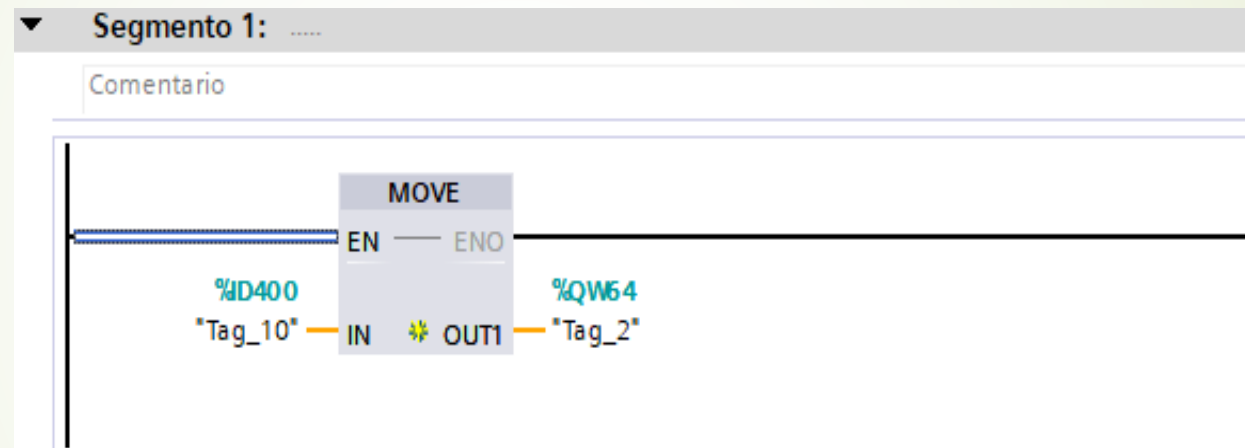 Segmento 1: .....
Comentario
MOVE
EN ENO
%ID400 %QW64
"Tag_10" IN OUT1 "Tag_2"